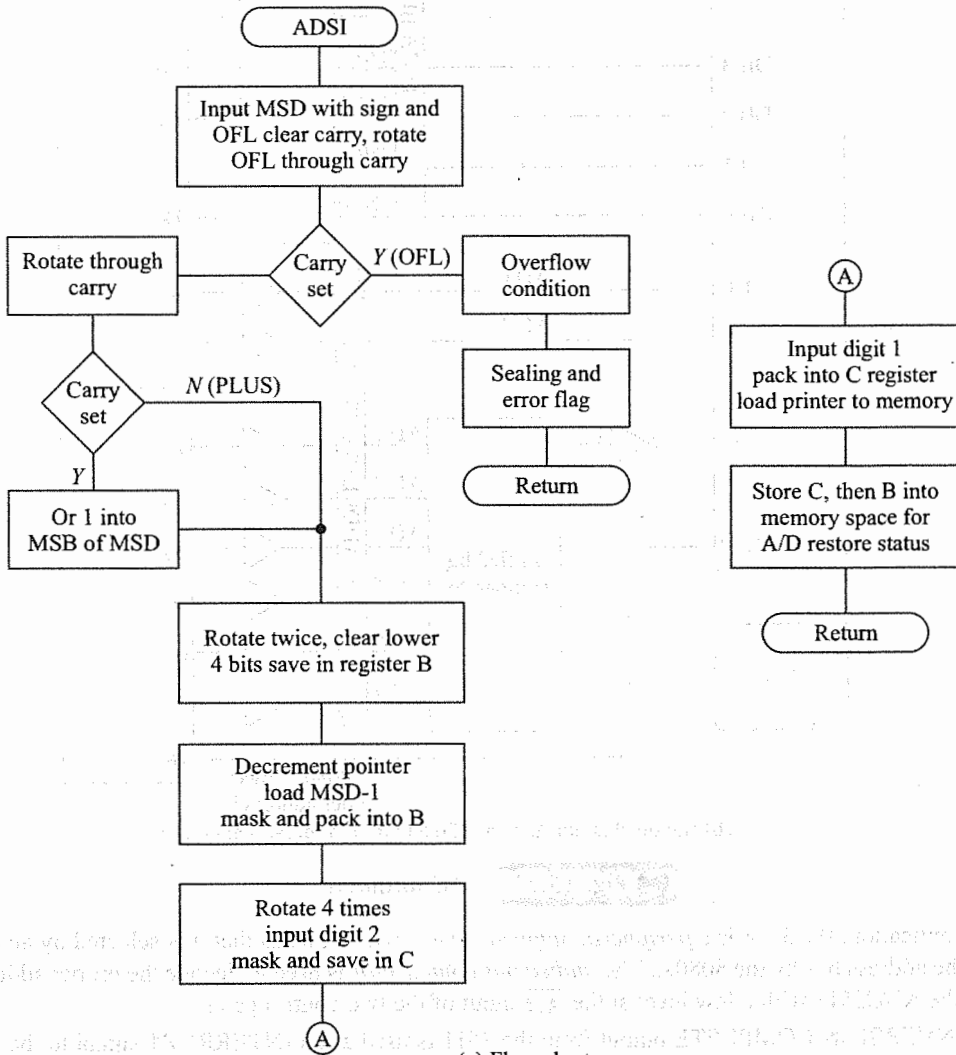 ADSI
Input MSD with sign and
OFL clear carry, rotate
OFL through carry
Rotate through
carry
Carry
set
Y (OFL)
Overflow
condition
Sealing and
error flag
Return
Carry
set
N (PLUS)
Y
Or 1 into
MSB of MSD
Rotate twice, clear lower
4 bits save in register B
Decrement pointer
load MSD-1
mask and pack into B
Rotate 4 times
input digit 2
mask and save in C
A
A
Input digit 1
pack into C register
load printer to memory
Store C, then B into
memory space for
A/D restore status
Return